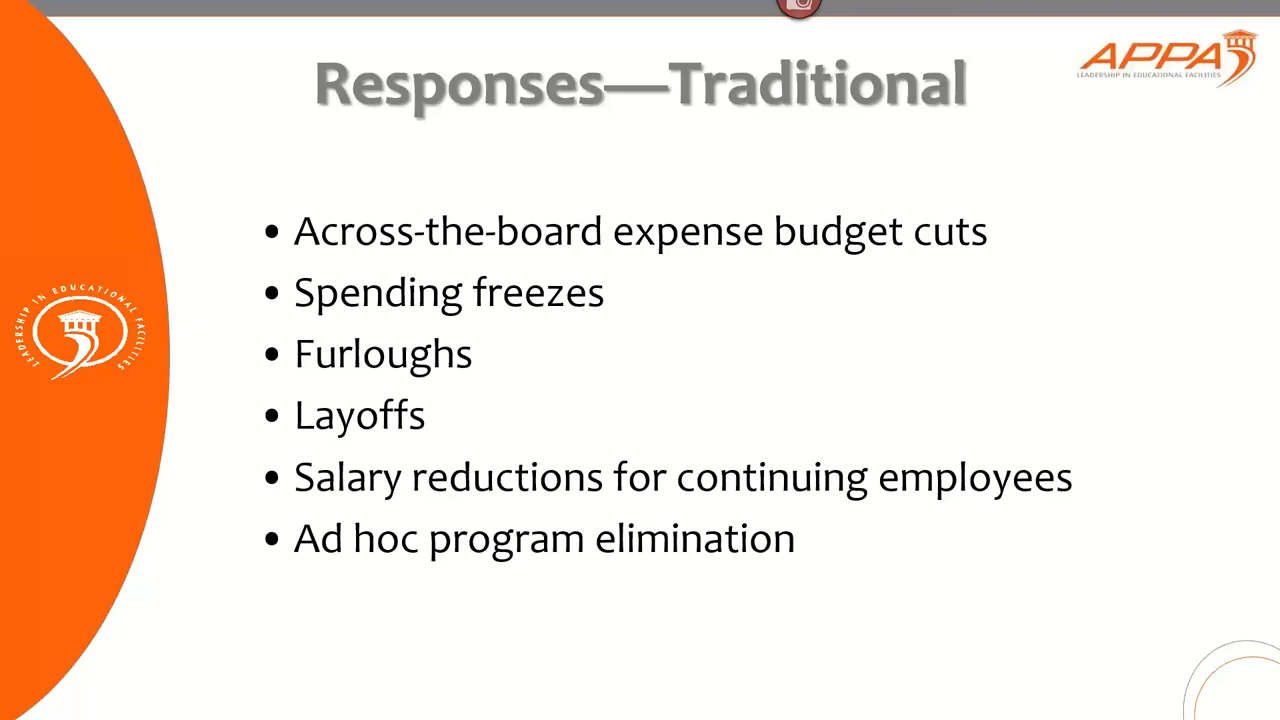 APPA
LEADERSHIP IN EDUCATIONAL FACILITIES
Responses—Traditional
• Across-the-board expense budget cuts
• Spending freezes
• Furloughs
• Layoffs
• Salary reductions for continuing employees
• Ad hoc program elimination
LEADERSHIP IN EDUCATIONAL FACILITIES